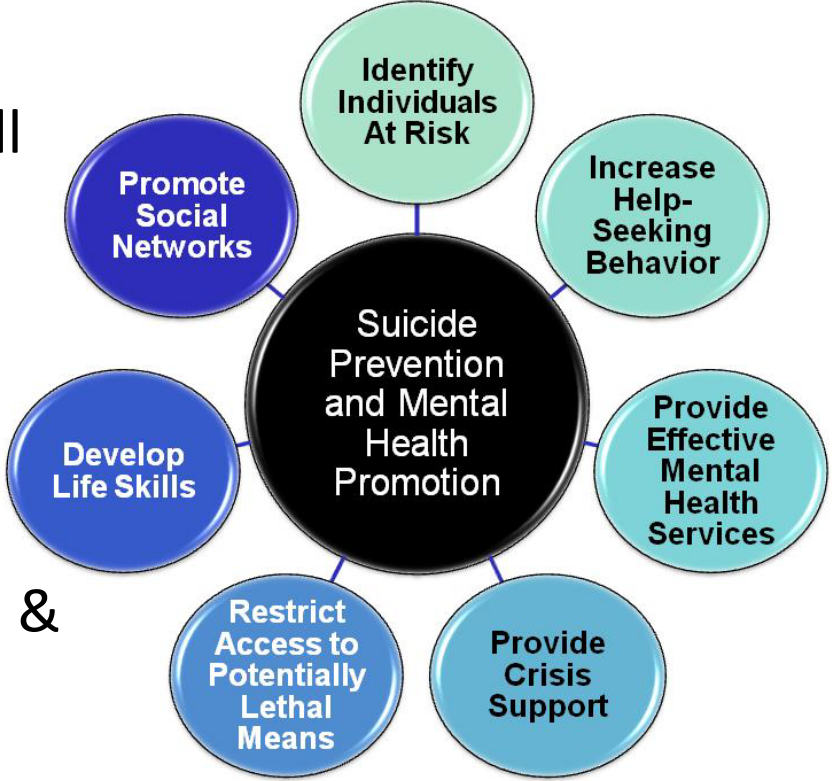 Identify
Individuals
At Risk
Increase
Help-
Seeking
Behavior
Provide
Effective
Mental
Health
Services
Provide
Crisis
Support
Restrict
Access to
Potentially
Lethal
Means
Develop
Life Skills
Promote
Social
Networks
Suicide
Prevention
and Mental
Health
Promotion
ll
&